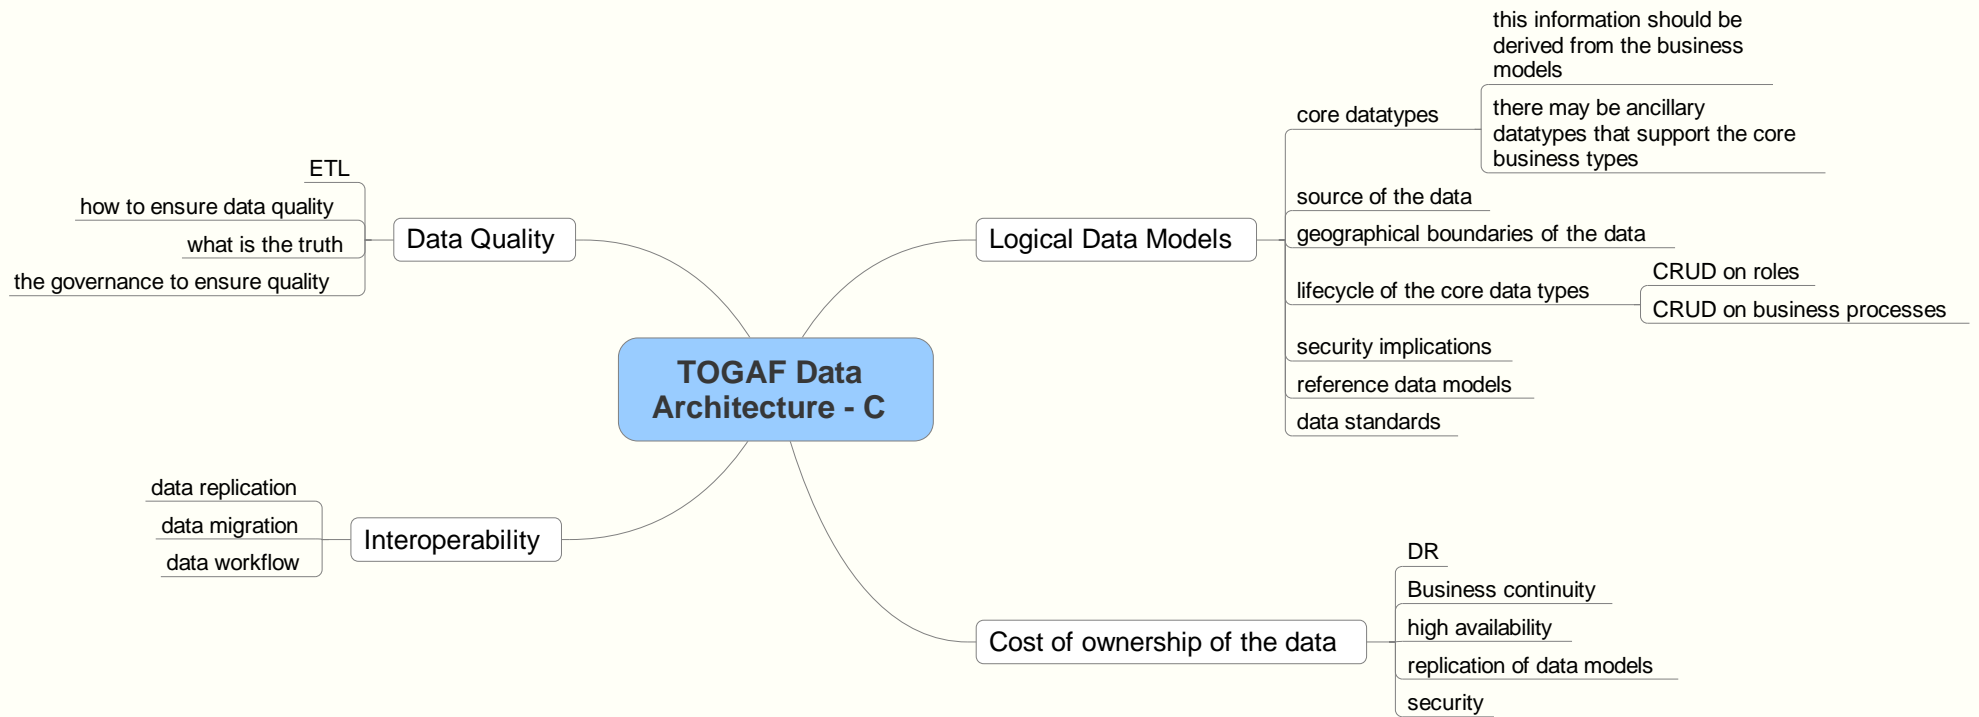 TOGAF Data
Architecture - C
Data Quality
ETL
how to ensure data quality
what is the truth
the governance to ensure quality
Interoperability
data replication
data migration
data workflow
Logical Data Models
core datatypes
this information should be
derived from the business
models
there may be ancillary
datatypes that support the core
business types
source of the data
geographical boundaries of the data
lifecycle of the core data types
CRUD on roles
CRUD on business processes
security implications
reference data models
data standards
Cost of ownership of the data
DR
Business continuity
high availability
replication of data models
security